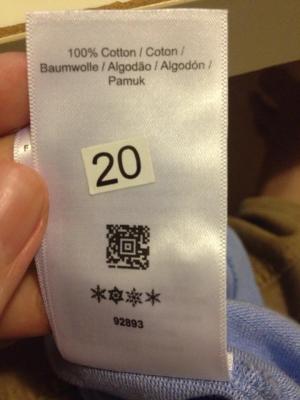 100% Cotton / Coton /
Baumwolle / Algodão / Algodón /
Pamuk
20
92893